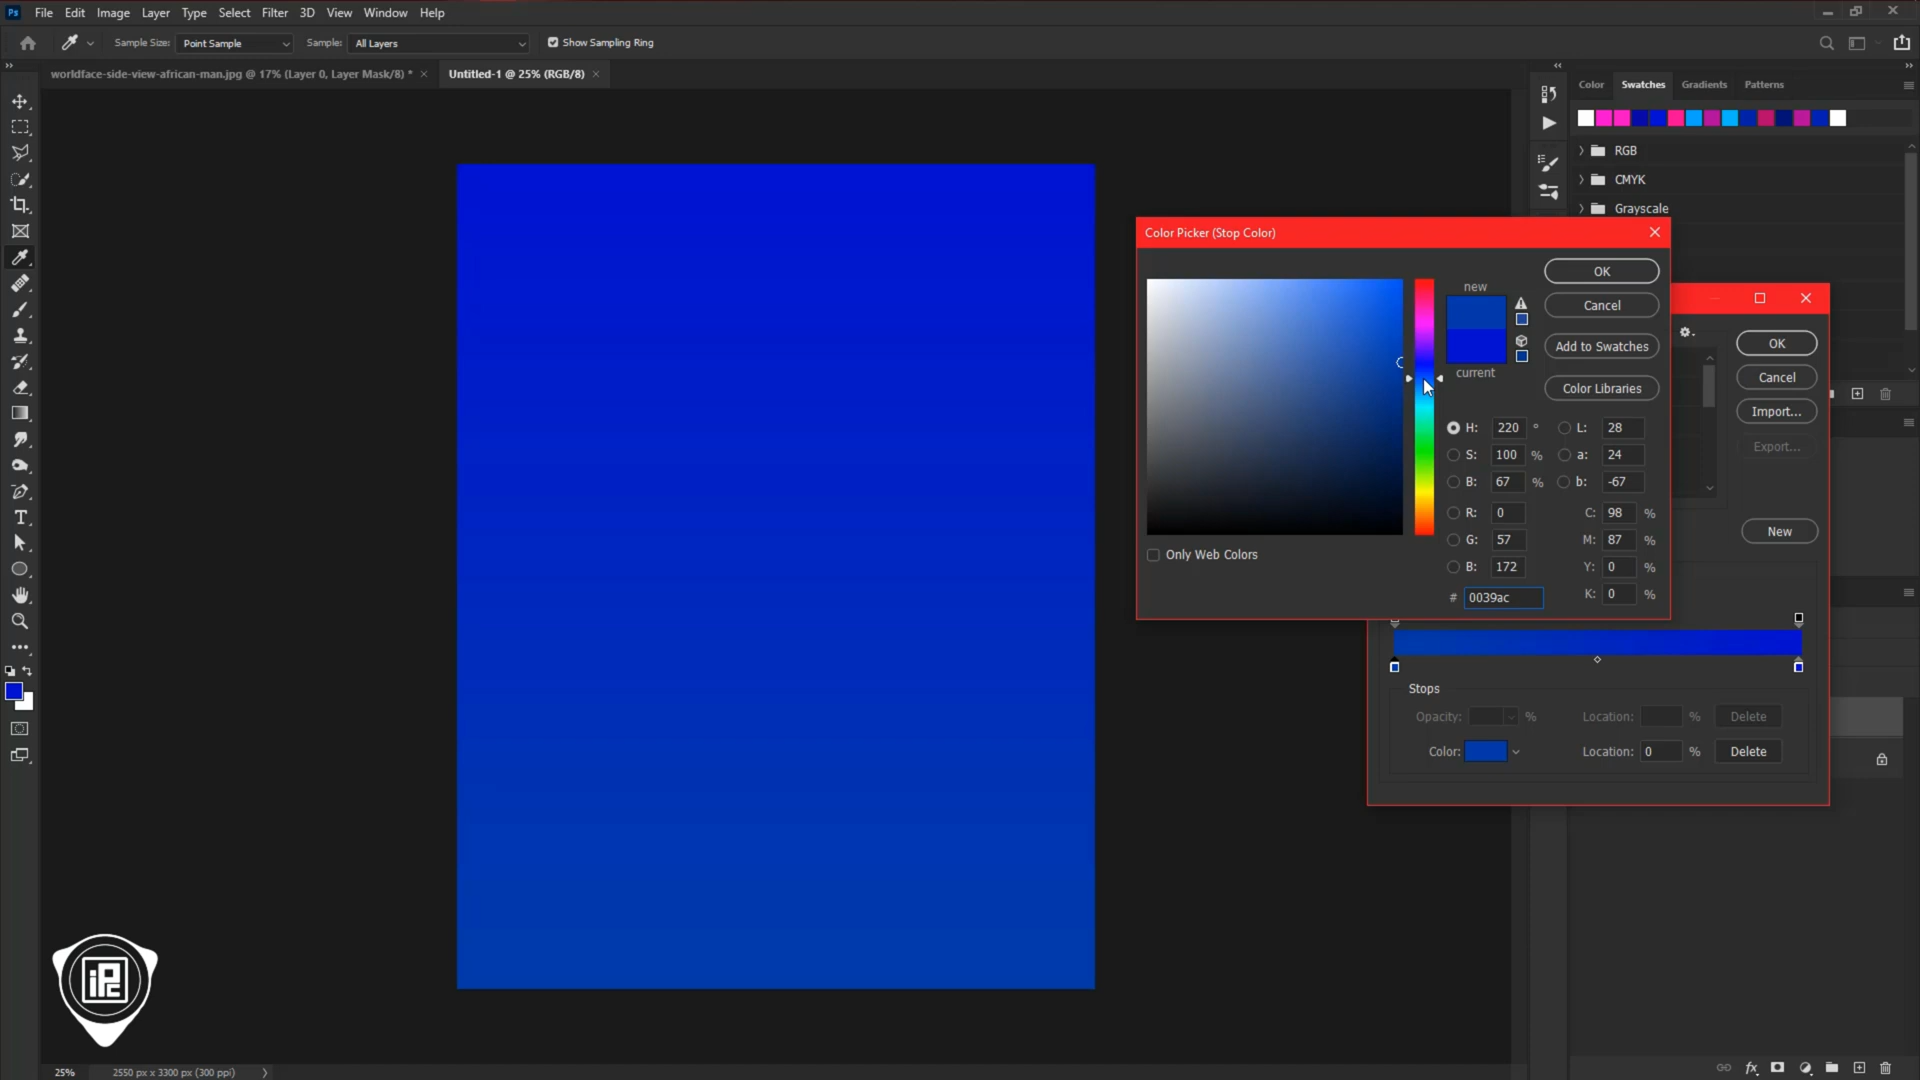 Ps File Edit Image Layer Type Select Filter 3D View Window Help
Sample Size: Point Sample Sample: All Layers Show Sampling Ring
worldface-side-view-african-man.jpg @ 17% (Layer 0, Layer Mask/8) * × Untitled-1 @ 25% (RGB/8) ×
Color Swatches Gradients Patterns
RGB
CMYK
Grayscale
Color Picker (Stop Color)
new
current
OK
Cancel
Add to Swatches
Color Libraries
H: 220 ° L: 28
S: 100 % a: 24
B: 67 % b: -67
R: 0 C: 98 %
G: 57 M: 87 %
B: 172 Y: 0 %
# 0039ac K: 0 %
Only Web Colors
OK
Cancel
Import...
Export...
New
Stops
Opacity: % Location: % Delete
Color: Location: 0 % Delete
iPc
25% 2550 px x 3300 px (300 ppi)